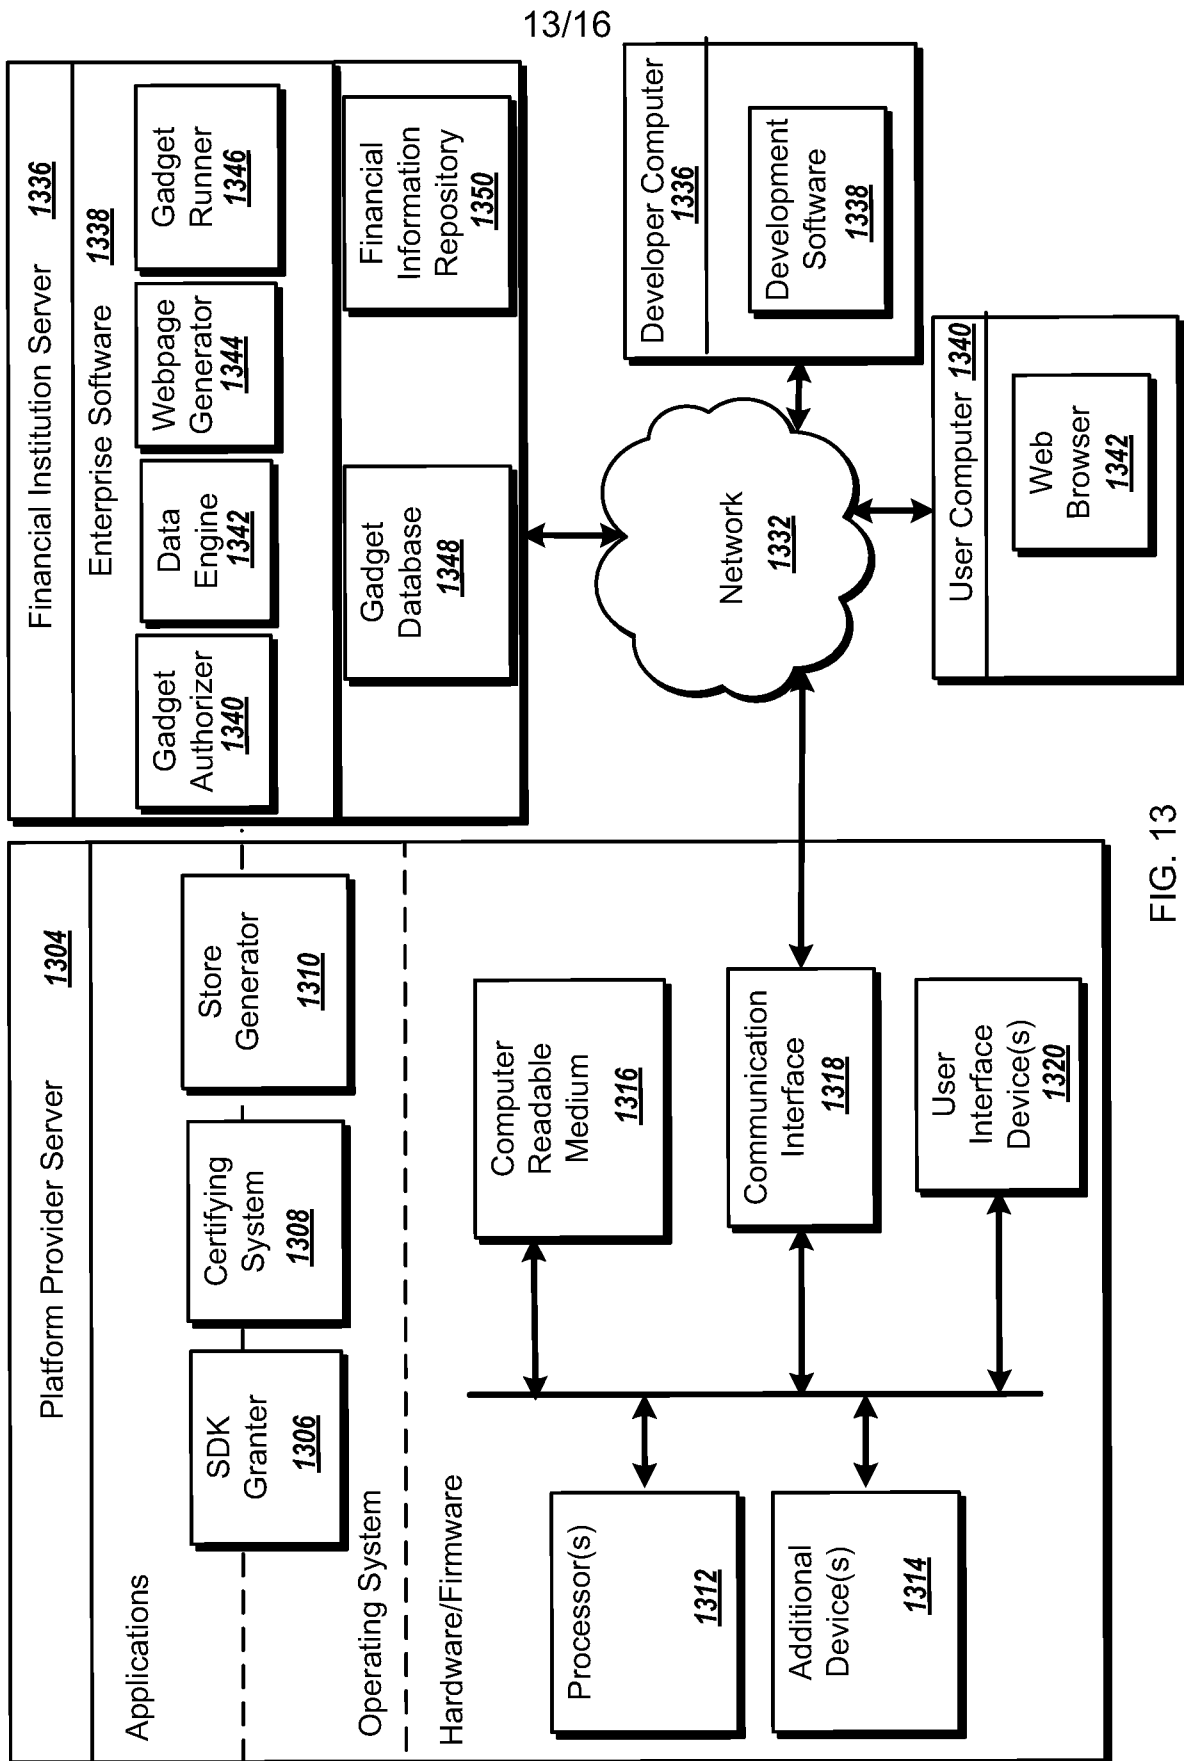 13/16
Platform Provider Server 1304
Applications
SDK
Granter
1306
Certifying
System
1308
Store
Generator
1310
Operating System
Hardware/Firmware
Processor(s)
1312
Additional
Device(s)
1314
Computer
Readable
Medium
1316
Communication
Interface
1318
User
Interface
Device(s)
1320
Financial Institution Server 1336
Enterprise Software 1338
Gadget
Authorizer
1340
Data
Engine
1342
Webpage
Generator
1344
Gadget
Runner
1346
Gadget
Database
1348
Financial
Information
Repository
1350
Network
1332
Developer Computer
1336
Development
Software
1338
User Computer 1340
Web
Browser
1342
FIG. 13